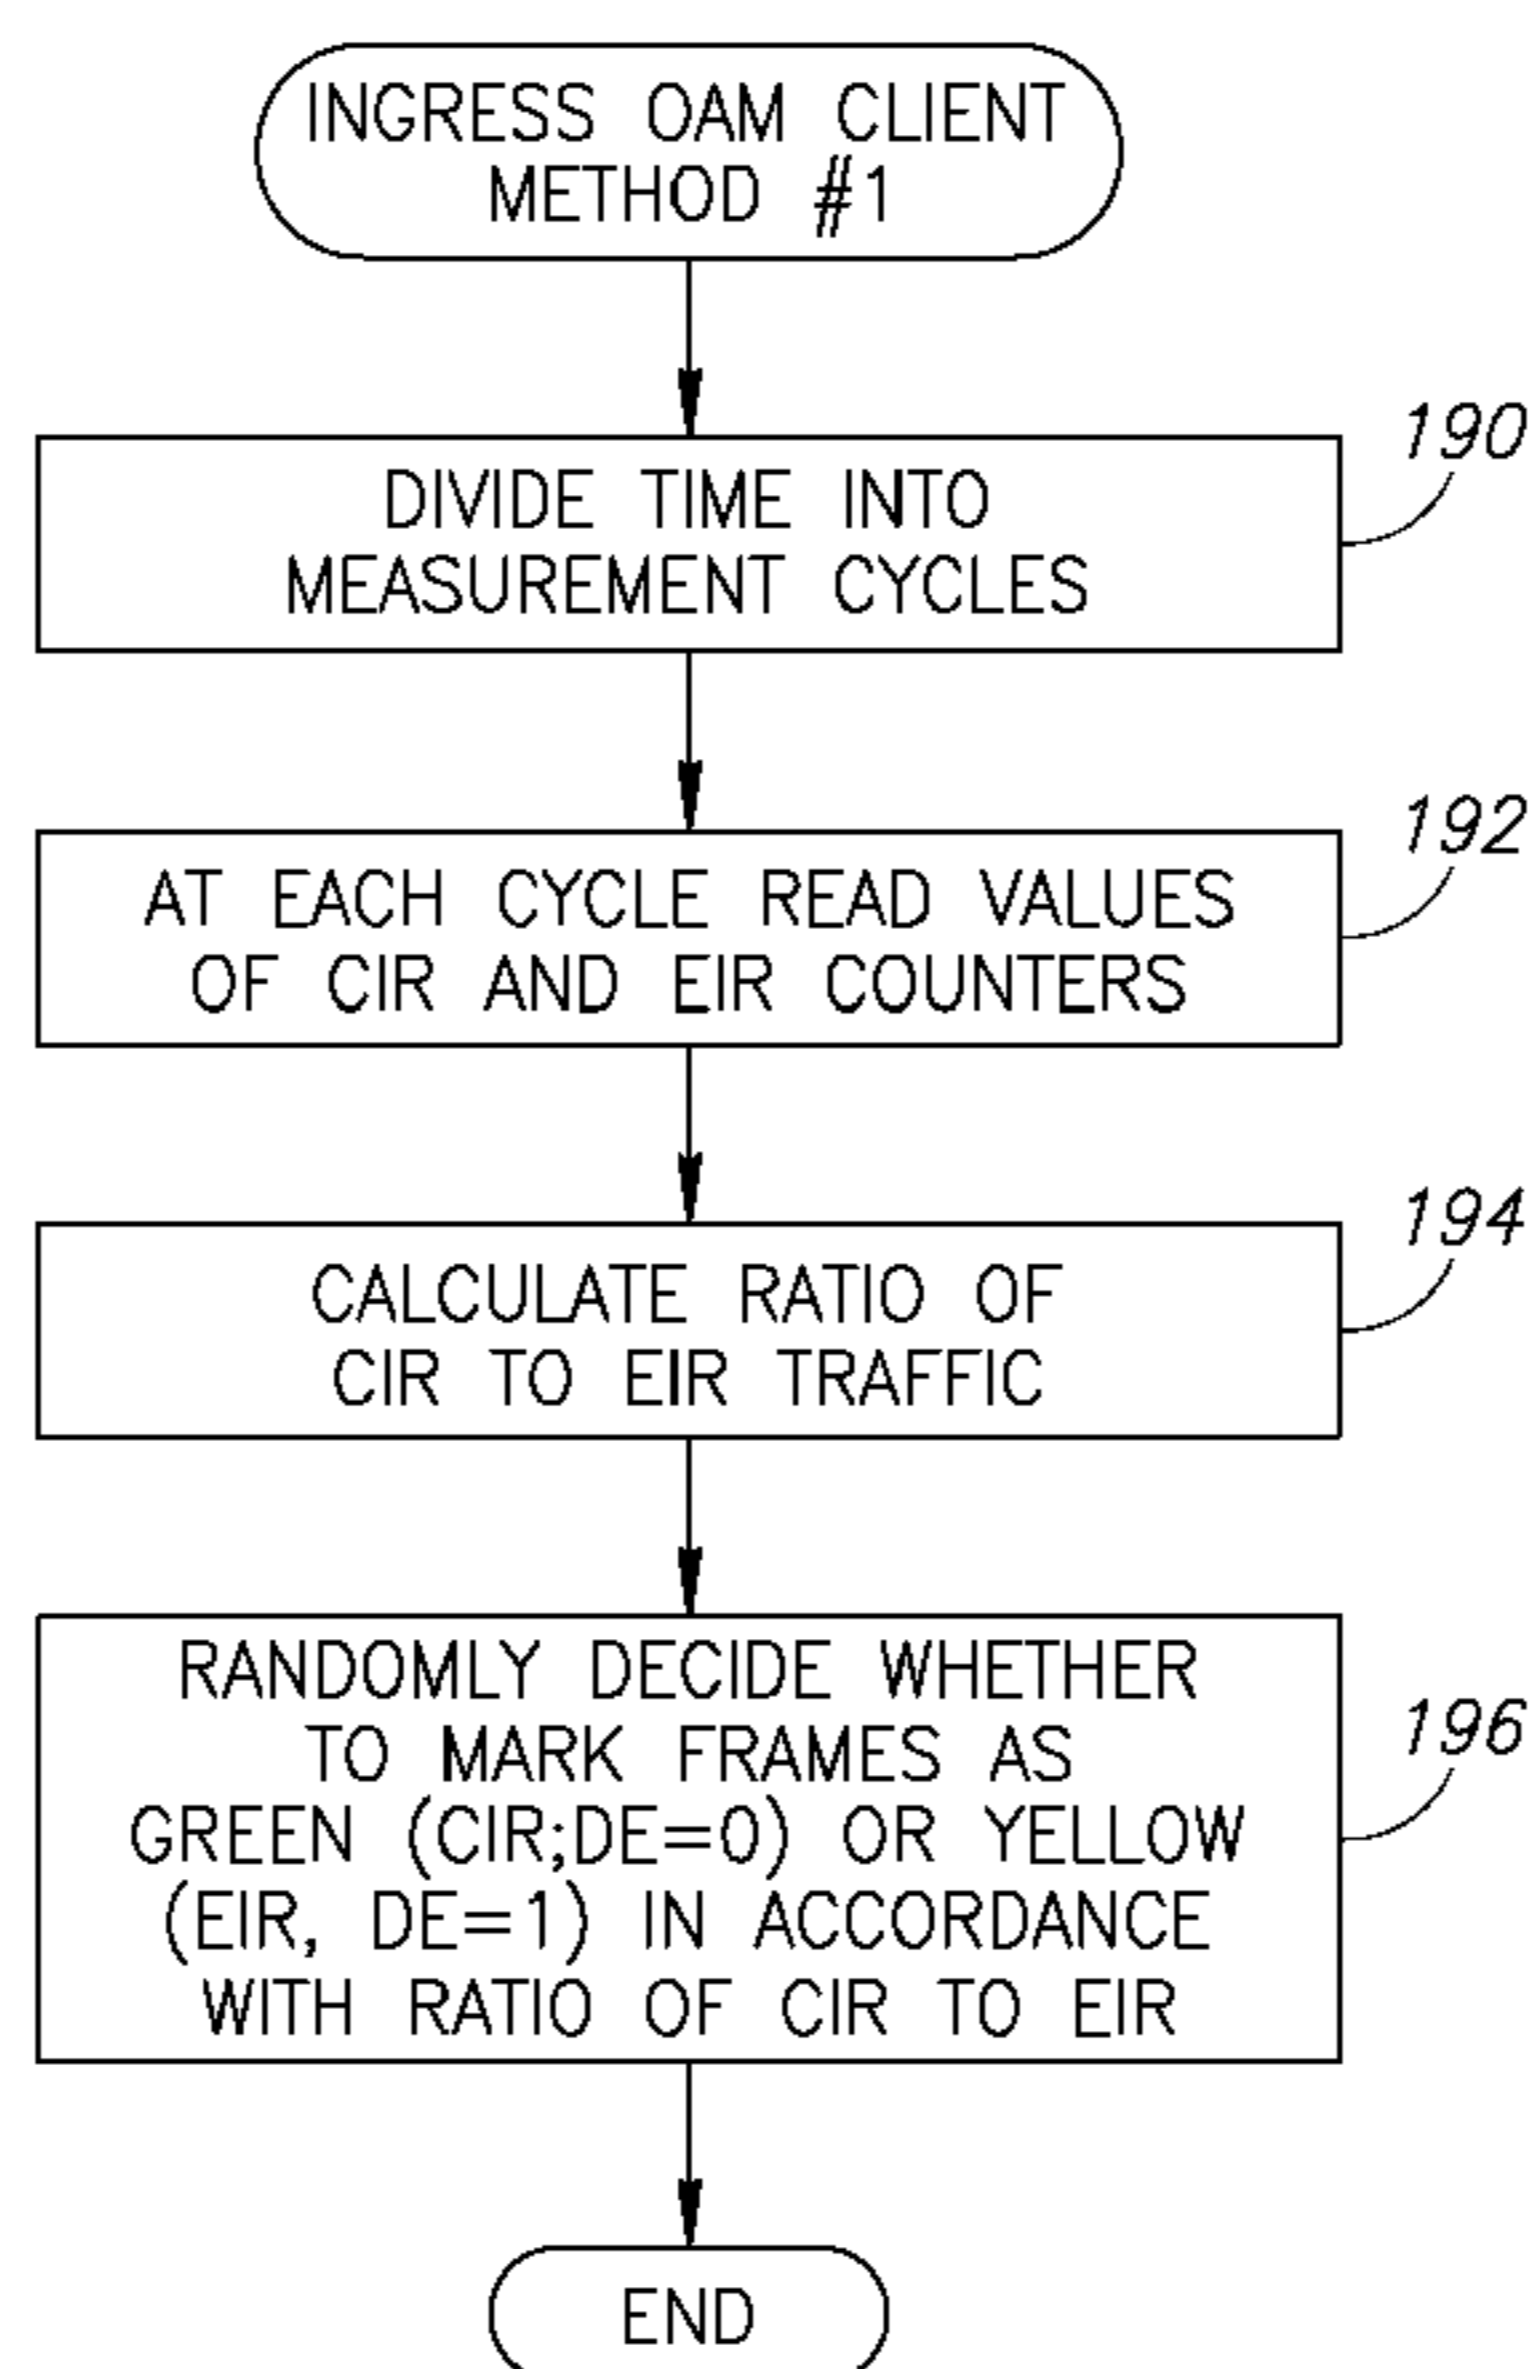 INGRESS OAM CLIENT
METHOD #1
190
DIVIDE TIME INTO
MEASUREMENT CYCLES
192
AT EACH CYCLE READ VALUES
OF CIR AND EIR COUNTERS
194
CALCULATE RATIO OF
CIR TO EIR TRAFFIC
196
RANDOMLY DECIDE WHETHER
TO MARK FRAMES AS
GREEN (CIR;DE=0) OR YELLOW
(EIR, DE=1) IN ACCORDANCE
WITH RATIO OF CIR TO EIR
END